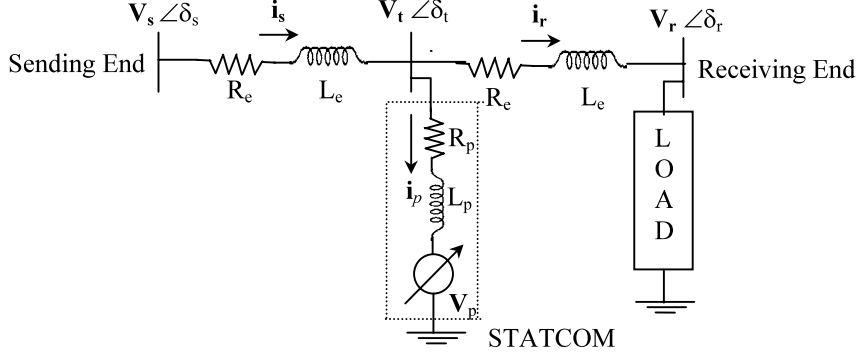 Vs ∠δs
is
Vt ∠δt
ir
Vr ∠δr
Sending End
Receiving End
Re
Le
Re
Le
Rp
ip
Lp
Vp
L
O
A
D
STATCOM